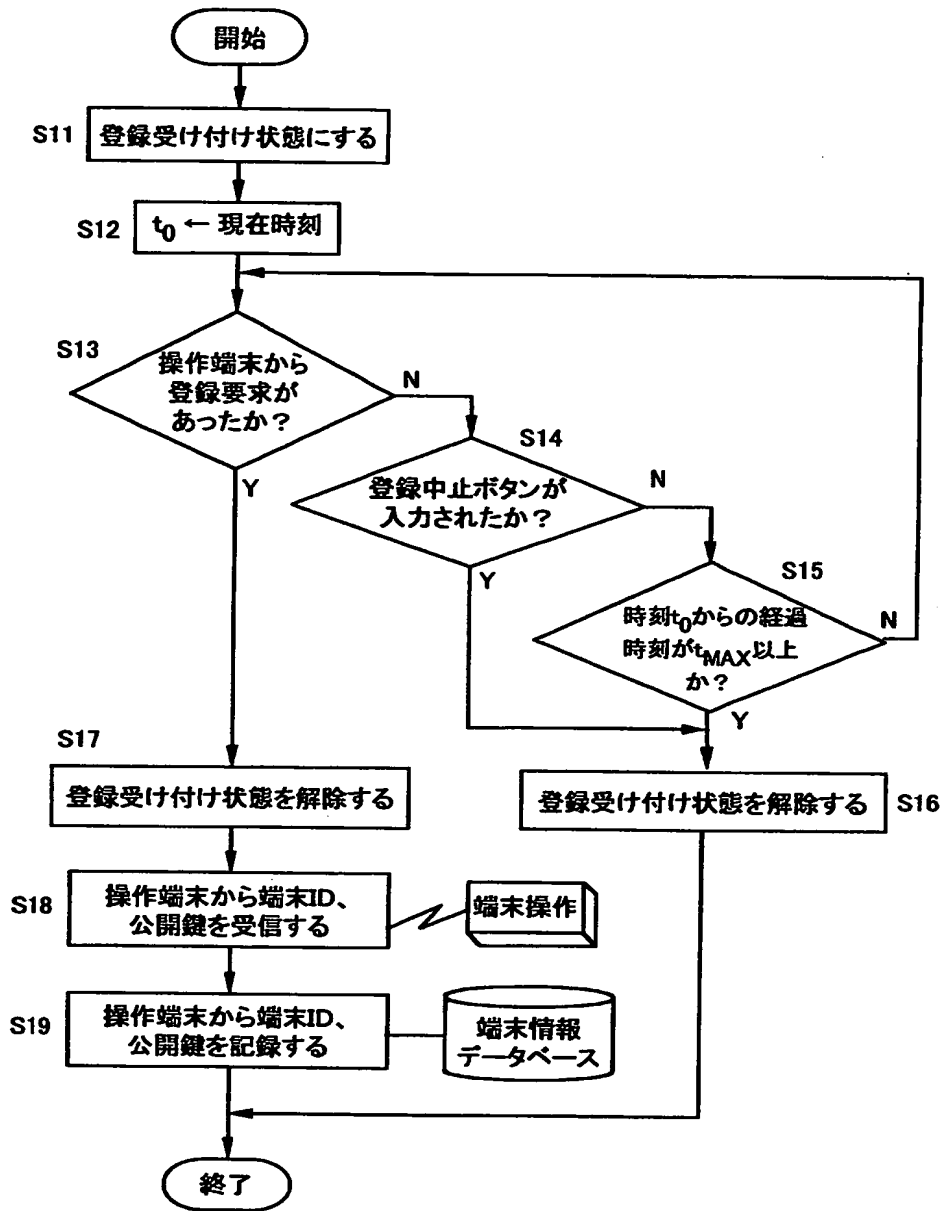 開始
S11
登録受け付け状態にする
S12
t0 ← 現在時刻
S13
操作端末から
登録要求が
あったか？
N
Y
S14
登録中止ボタンが
入力されたか？
N
Y
S15
時刻t0からの経過
時刻がtMAX以上
か？
N
Y
S17
登録受け付け状態を解除する
登録受け付け状態を解除する
S16
S18
操作端末から端末ID、
公開鍵を受信する
端末操作
S19
操作端末から端末ID、
公開鍵を記録する
端末情報
データベース
終了